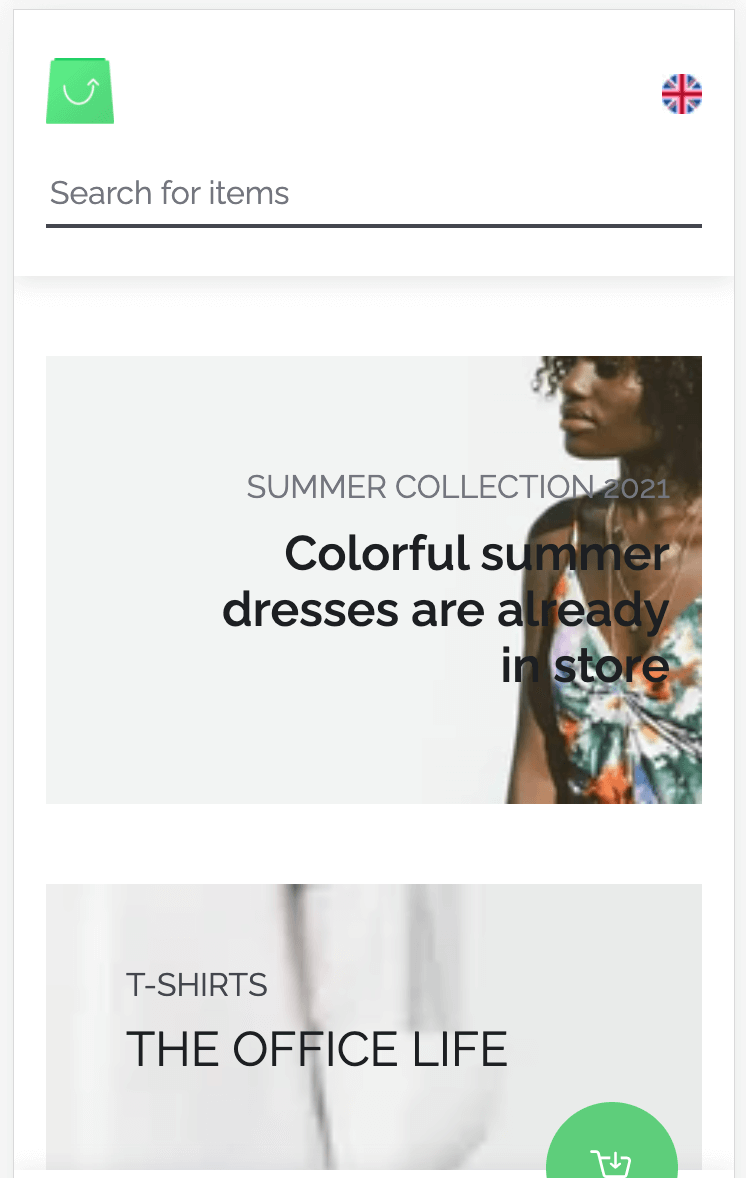 Search for items
SUMMER COLLECTION 2021
Colorful summer
dresses are already
in store
T-SHIRTS
THE OFFICE LIFE